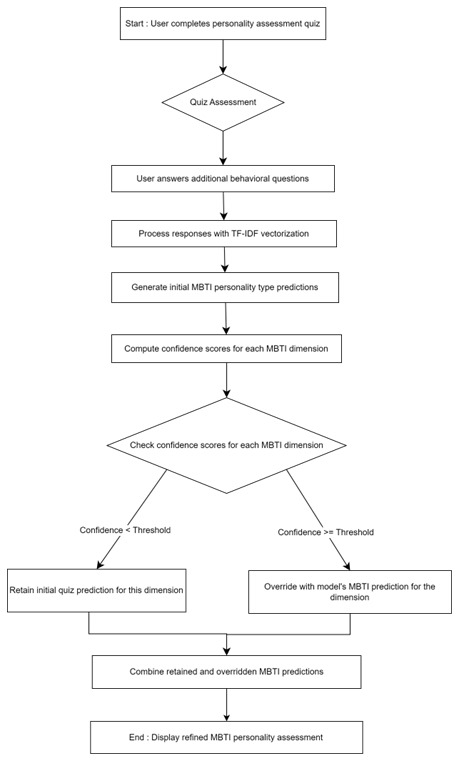 Start : User completes personality assessment quiz
Quiz Assessment
User answers additional behavioral questions
Process responses with TF-IDF vectorization
Generate initial MBTI personality type predictions
Compute confidence scores for each MBTI dimension
Check confidence scores for each MBTI dimension
Confidence < Threshold
Confidence >= Threshold
Retain initial quiz prediction for this dimension
Override with model's MBTI prediction for the
dimension
Combine retained and overridden MBTI predictions
End : Display refined MBTI personality assessment